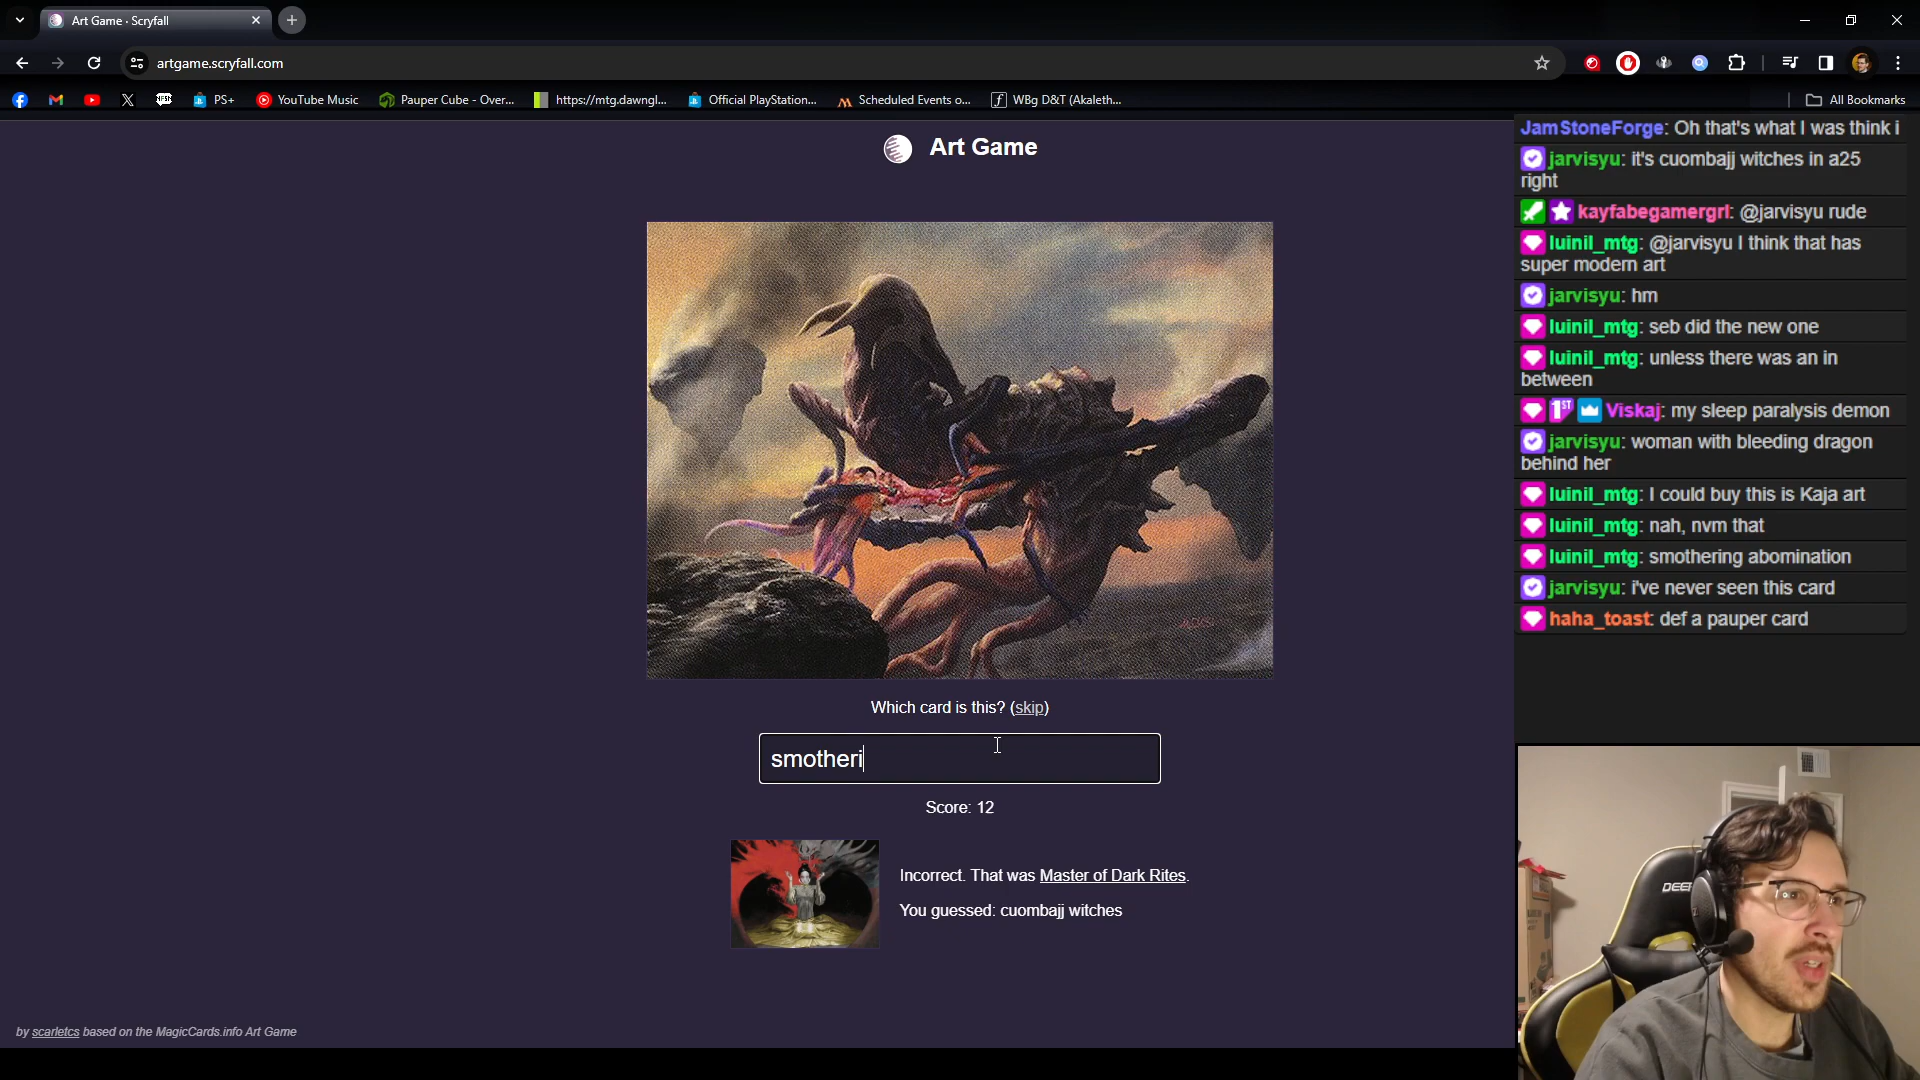 Art Game · Scryfall
artgame.scryfall.com
PS+
YouTube Music
Pauper Cube - Over...
https://mtg.dawngl...
Official PlayStation...
Scheduled Events o...
WBg D&T (Akaleth...
All Bookmarks
Art Game
Which card is this? (skip)
smotheri
Score: 12
Incorrect. That was Master of Dark Rites.
You guessed: cuombajj witches
by scarletcs based on the MagicCards.info Art Game
JamStoneForge: Oh that's what I was think i
jarvisyu: it's cuombajj witches in a25
right
kayfabegamergrl: @jarvisyu rude
luinil_mtg: @jarvisyu I think that has
super modern art
jarvisyu: hm
luinil_mtg: seb did the new one
luinil_mtg: unless there was an in
between
1ST Viskaj: my sleep paralysis demon
jarvisyu: woman with bleeding dragon
behind her
luinil_mtg: I could buy this is Kaja art
luinil_mtg: nah, nvm that
luinil_mtg: smothering abomination
jarvisyu: i've never seen this card
haha_toast: def a pauper card